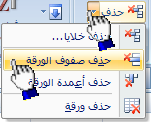 حذف
حذف خلايا...
حذف صفوف الورقة
حذف أعمدة الورقة
حذف ورقة